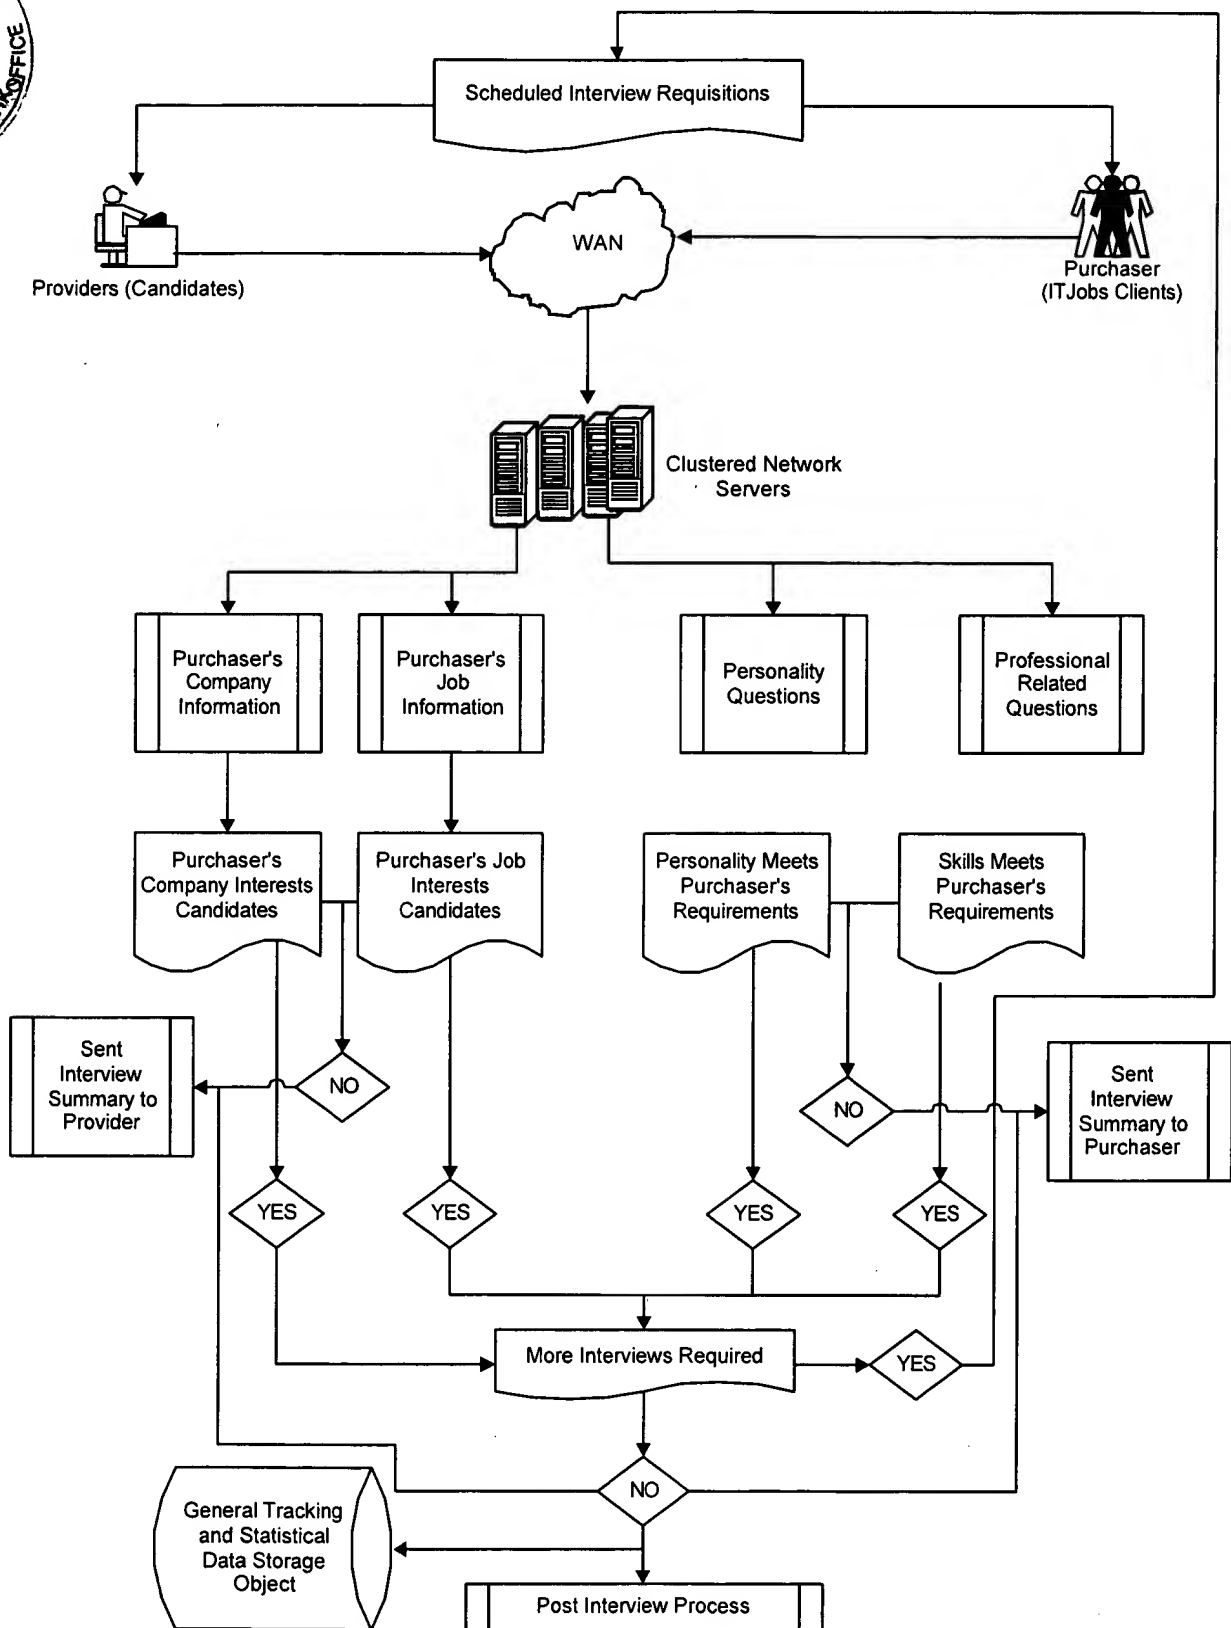 OFFICE
Scheduled Interview Requisitions
WAN
Providers (Candidates)
Purchaser
(ITJobs Clients)
Clustered Network
Servers
Purchaser's
Company
Information
Purchaser's
Job
Information
Personality
Questions
Professional
Related
Questions
Purchaser's
Company Interests
Candidates
Purchaser's Job
Interests
Candidates
Personality Meets
Purchaser's
Requirements
Skills Meets
Purchaser's
Requirements
Sent
Interview
Summary to
Provider
NO
NO
Sent
Interview
Summary to
Purchaser
YES
YES
YES
YES
More Interviews Required
YES
NO
General Tracking
and Statistical
Data Storage
Object
Post Interview Process